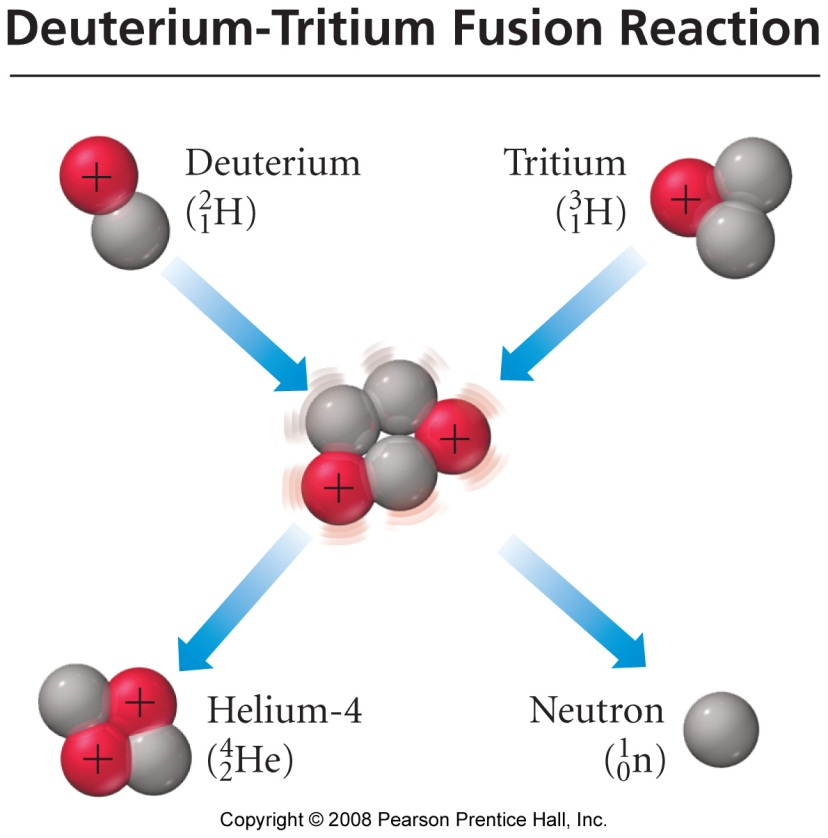 Deuterium-Tritium Fusion Reaction
+
Deuterium
(²₁H)
Tritium
(³₁H)
+
+
+
+
+
Helium-4
(⁴₂He)
Neutron
(¹₀n)
Copyright © 2008 Pearson Prentice Hall, Inc.